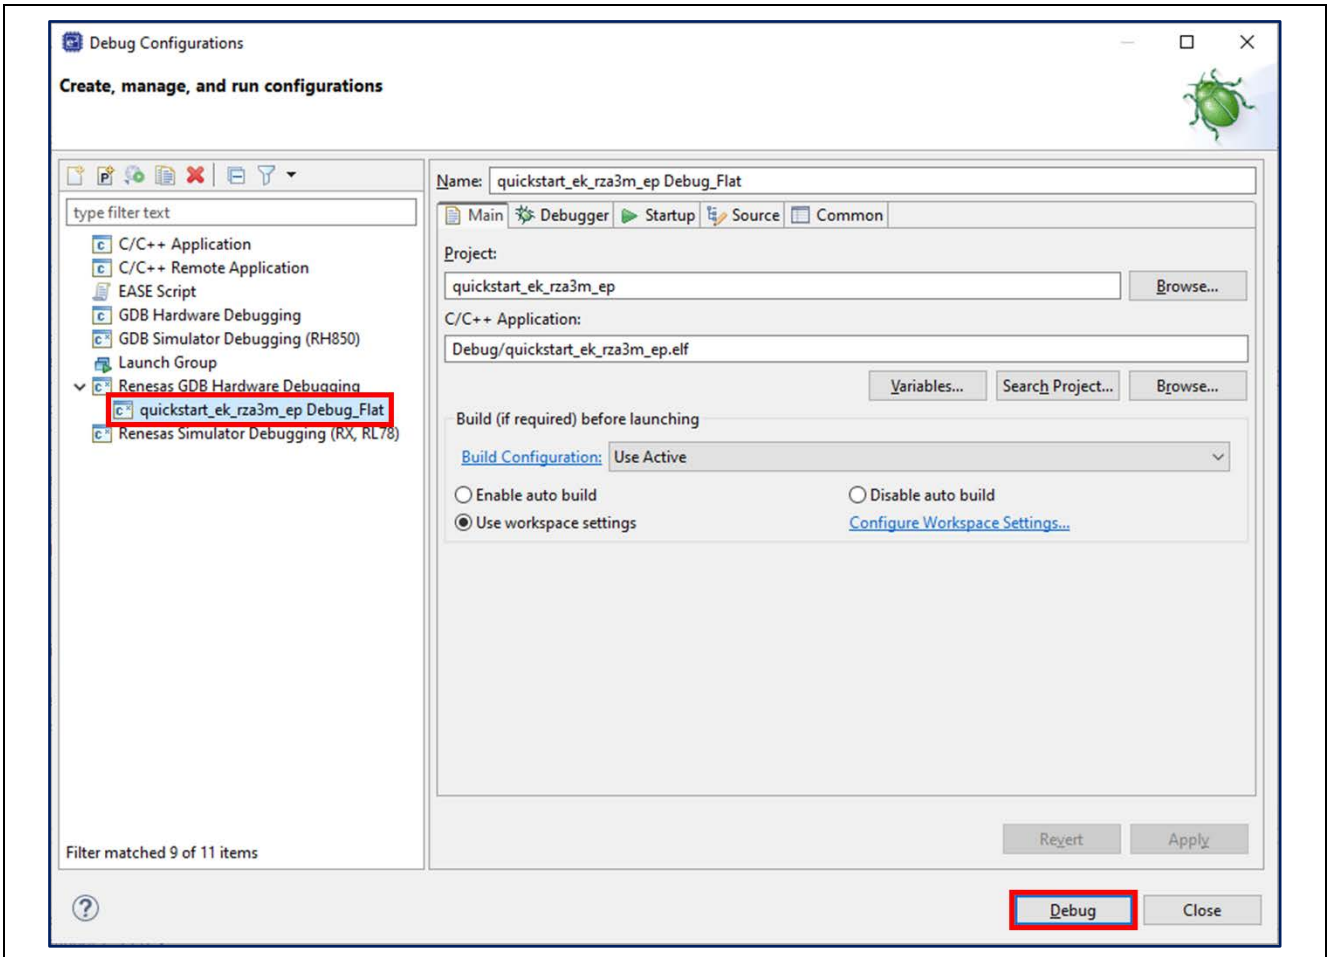 Debug Configurations
Create, manage, and run configurations
type filter text
C/C++ Application
C/C++ Remote Application
EASE Script
GDB Hardware Debugging
GDB Simulator Debugging (RH850)
Launch Group
Renesas GDB Hardware Debugging
quickstart_ek_rza3m_ep Debug_Flat
Renesas Simulator Debugging (RX, RL78)
Filter matched 9 of 11 items
Name: quickstart_ek_rza3m_ep Debug_Flat
Main Debugger Startup Source Common
Project:
quickstart_ek_rza3m_ep Browse...
C/C++ Application:
Debug/quickstart_ek_rza3m_ep.elf
Variables... Search Project... Browse...
Build (if required) before launching
Build Configuration: Use Active
Enable auto build Disable auto build
Use workspace settings Configure Workspace Settings...
Revert Apply
Debug Close